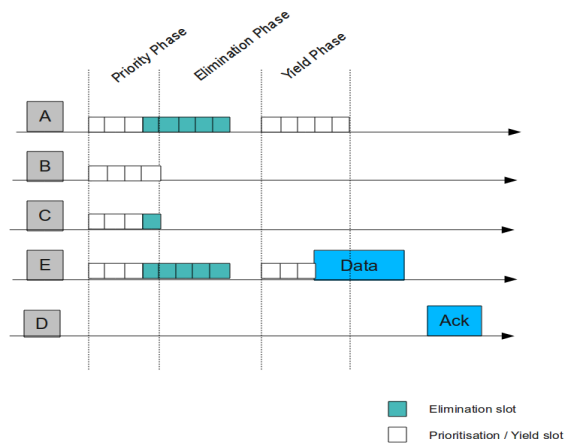 Priority Phase
Elimination Phase
Yield Phase
A
B
C
E
Data
D
Ack
Elimination slot
Prioritisation / Yield slot